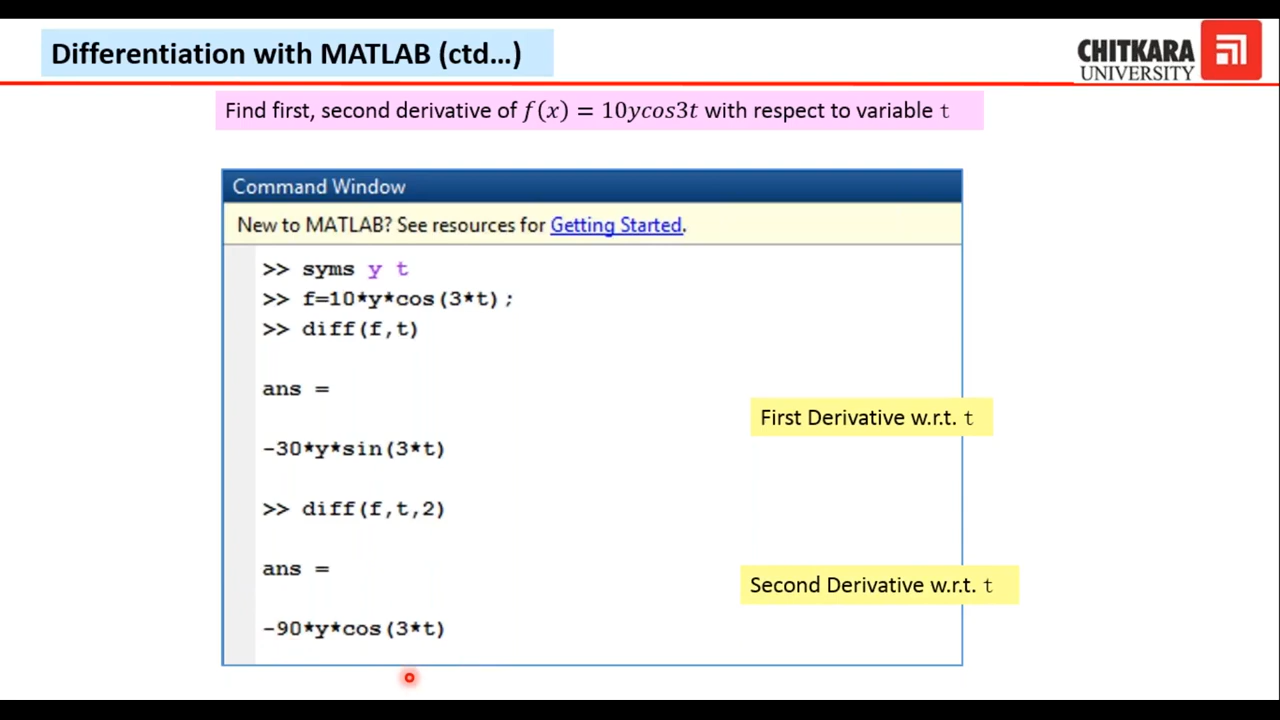 Differentiation with MATLAB (ctd...)
CHITKARA
UNIVERSITY
Find first, second derivative of f(x) = 10ycos3t with respect to variable t
Command Window
New to MATLAB? See resources for Getting Started.
>> syms y t
>> f=10*y*cos(3*t);
>> diff(f,t)
ans =
First Derivative w.r.t. t
-30*y*sin(3*t)
>> diff(f,t,2)
ans =
Second Derivative w.r.t. t
-90*y*cos(3*t)